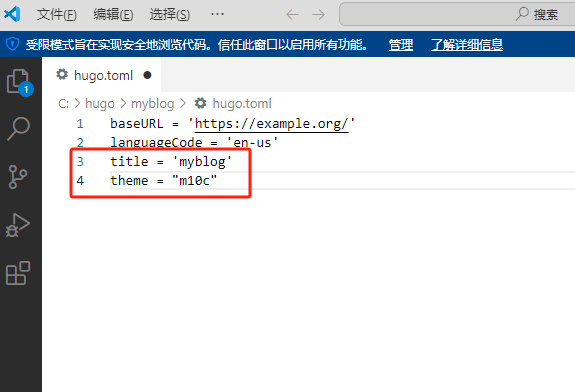 文件(F) 编辑(E) 选择(S) ··· 搜索
受限模式旨在实现安全地浏览代码。信任此窗口以启用所有功能。 管理 了解详细信息
hugo.toml
1
C: > hugo > myblog > hugo.toml
1 baseURL = 'https://example.org/'
2 languageCode = 'en-us'
3 title = 'myblog'
4 theme = "m10c"